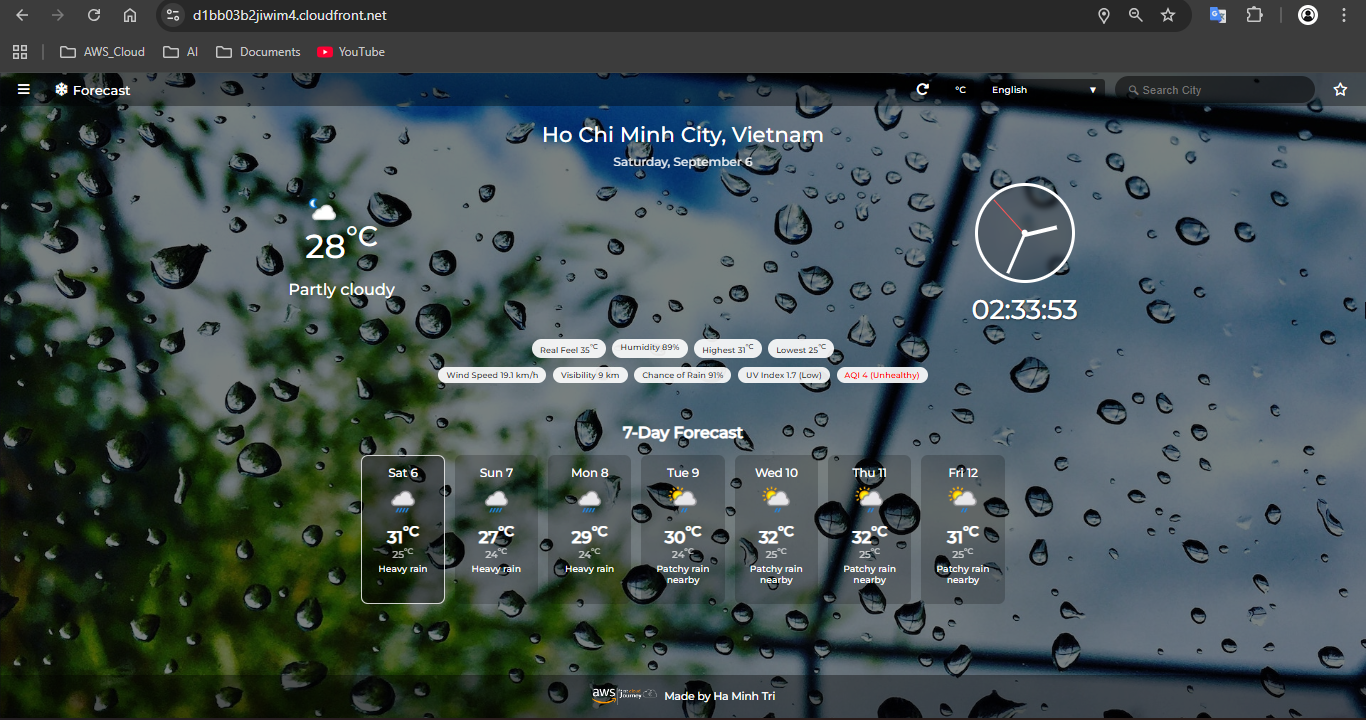 d1bb03b2jiwim4.cloudfront.net
AWS_Cloud AI Documents YouTube
Forecast °C English Search City
Ho Chi Minh City, Vietnam
Saturday, September 6
28°C
Partly cloudy
02:33:53
Real Feel 35°C Humidity 89% Highest 31°C Lowest 25°C
Wind Speed 19.1 km/h Visibility 9 km Chance of Rain 91% UV Index 1.7 (Low) AQI 4 (Unhealthy)
7-Day Forecast
Sat 6 Sun 7 Mon 8 Tue 9 Wed 10 Thu 11 Fri 12
31°C 27°C 29°C 30°C 32°C 32°C 31°C
25°C 24°C 24°C 24°C 25°C 25°C 25°C
Heavy rain Heavy rain Heavy rain Patchy rain nearby Patchy rain nearby Patchy rain nearby Patchy rain nearby
aws Journey Made by Ha Minh Tri